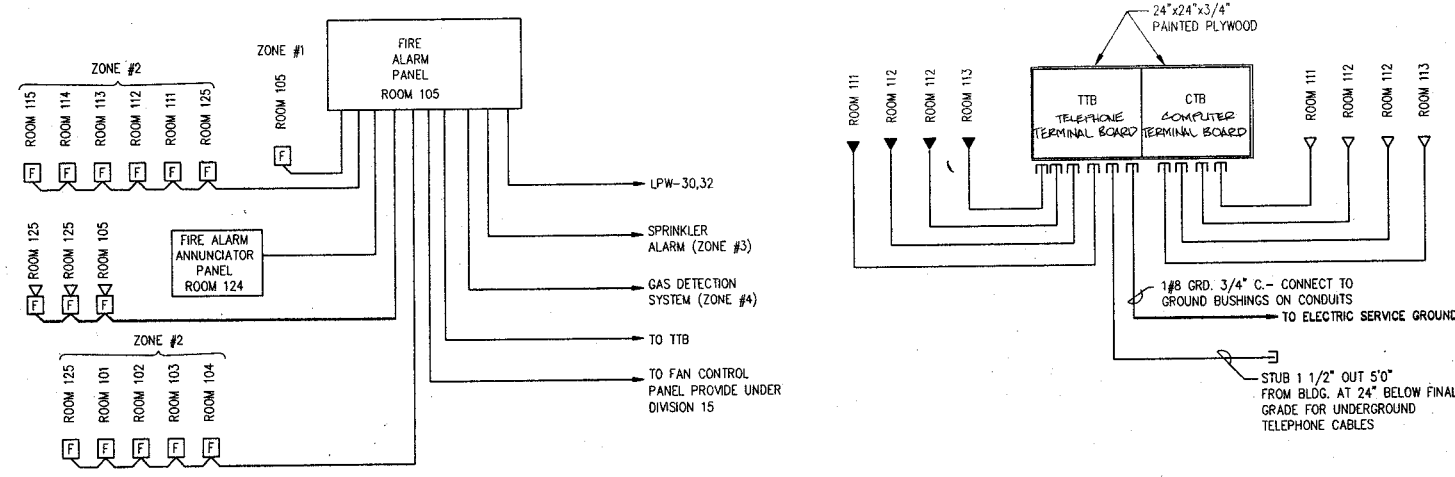 ZONE #1
FIRE
ALARM
PANEL
ROOM 105
ZONE #2
ROOM 115
ROOM 114
ROOM 113
ROOM 112
ROOM 111
ROOM 125
ROOM 105
F
F
F
F
F
F
F
LPW-30,32
SPRINKLER
ALARM (ZONE #3)
GAS DETECTION
SYSTEM (ZONE #4)
TO TTB
TO FAN CONTROL
PANEL PROVIDE UNDER
DIVISION 15
ROOM 125
ROOM 125
ROOM 105
F
F
F
FIRE ALARM
ANNUNCIATOR
PANEL
ROOM 124
ZONE #2
ROOM 125
ROOM 101
ROOM 102
ROOM 103
ROOM 104
F
F
F
F
F
24"x24"x3/4"
PAINTED PLYWOOD
ROOM 111
ROOM 112
ROOM 112
ROOM 113
TTB
TELEPHONE
TERMINAL BOARD
CTB
COMPUTER
TERMINAL BOARD
ROOM 111
ROOM 112
ROOM 112
ROOM 113
1#8 GRD. 3/4" C.- CONNECT TO
GROUND BUSHINGS ON CONDUITS
TO ELECTRIC SERVICE GROUND
STUB 1 1/2" OUT 5'0"
FROM BLDG. AT 24" BELOW FINAL
GRADE FOR UNDERGROUND
TELEPHONE CABLES